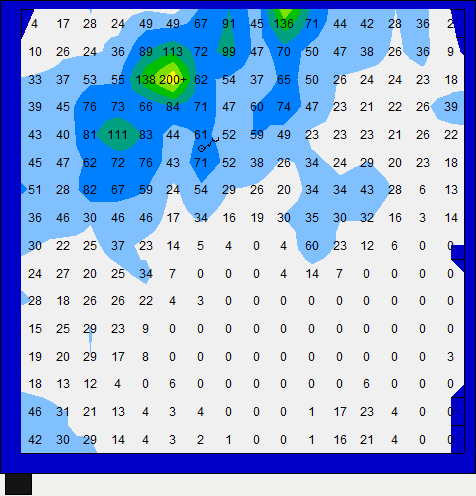 4 17 28 24 49 49 67 91 45 136 71 44 42 28 36 2
10 26 24 36 89 113 72 99 47 70 50 47 38 26 36 9
33 37 53 55 138 200+ 62 54 37 65 50 26 24 24 23 18
39 45 76 73 66 84 71 47 60 74 47 23 21 22 26 39
43 40 81 111 83 44 61 52 59 49 23 23 23 21 26 22
45 47 62 72 76 43 71 52 38 26 34 24 29 20 23 18
51 28 82 67 59 24 54 29 26 20 34 34 43 28 6 13
36 46 30 46 46 17 34 16 19 30 35 30 32 16 3 14
30 22 25 37 23 14 5 4 0 4 60 23 12 6 0 0
24 27 20 25 34 7 0 0 0 4 14 7 0 0 0 0
28 18 26 26 22 4 3 0 0 0 0 0 0 0 0 0
15 25 29 23 9 0 0 0 0 0 0 0 0 0 0 0
19 20 29 17 8 0 0 0 0 0 0 0 0 0 0 3
18 13 12 4 0 6 0 0 0 0 0 0 6 0 0 0
46 31 21 13 4 3 4 0 0 0 1 17 23 4 0 0
42 30 29 14 4 3 2 1 0 0 1 16 21 4 0 0